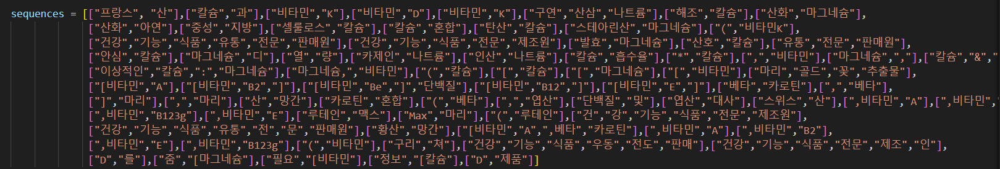 sequences = [["프랑스", "산"],["칼슘","과"],["비타민","K"],["비타민","D"],["비타민","K"],["구연","산삼","나트륨"],["해조","칼슘"],["산화","마그네슘"],
["산화","아연"],["중성","지방"],["셀룰로스","칼슘"],["칼슘","혼합"],["탄산","칼슘"],["스테아린산","마그네슘"],["(","비타민K"],
["건강","기능","식품","유통","전문","판매원"],["건강","기능","식품","전문","제조원"],["발효","마그네슘"],["산호","칼슘"],["유통","전문","판매원"],
["안심","칼슘"],["마그네슘","디"],["열","량"],["카제인","나트륨"],["인산","나트륨"],["칼슘","흡수율"],["*","칼슘"],[",","비타민"],["마그네슘",","],["칼슘","&","
["이상적인","칼슘",":","마그네슘"],["마그네슘,","비타민"],["(","칼슘"],["[","칼슘"],["[","마그네슘"],["[","비타민"],["마리","골드","꽃","추출물"],
["[비타민","A"],["[비타민","B2","]"],["[비타민","Be","]","단백질"],["[비타민","B12","]"],["[비타민","E","]"],["베타","카로틴"],[",","베타"],
["]","마리"],[",","마리"],["산","망간"],["카로틴","혼합"],["(","베타"],[",","엽산"],["단백질","및"],["엽산","대사"],["스위스","산"],[",비타민","A"],[",비타민","
[",비타민","B123g"],[",비타민","E"],["루테인","맥스"],["Max","마리"],["(","루테인"],["건","강","기능","식품","전문","제조원"],
["건강","기능","식품","유통","전","문","판매원"],["황산","망간"],["[비타민","A",",베타","카로틴"],[",비타민","A"],[",비타민","B2"],
[",비타민","E"],[",비타민","B123g"],["(","비타민"],["구리","쳐"],["건강","기능","식품","우동","전도","판매"],["건강","기능","식품","전문","제조","인"],
["D","를"],["줌","[마그네슘"],["필요","[비타민"],["정보","[칼슘"],["D","제품"]]